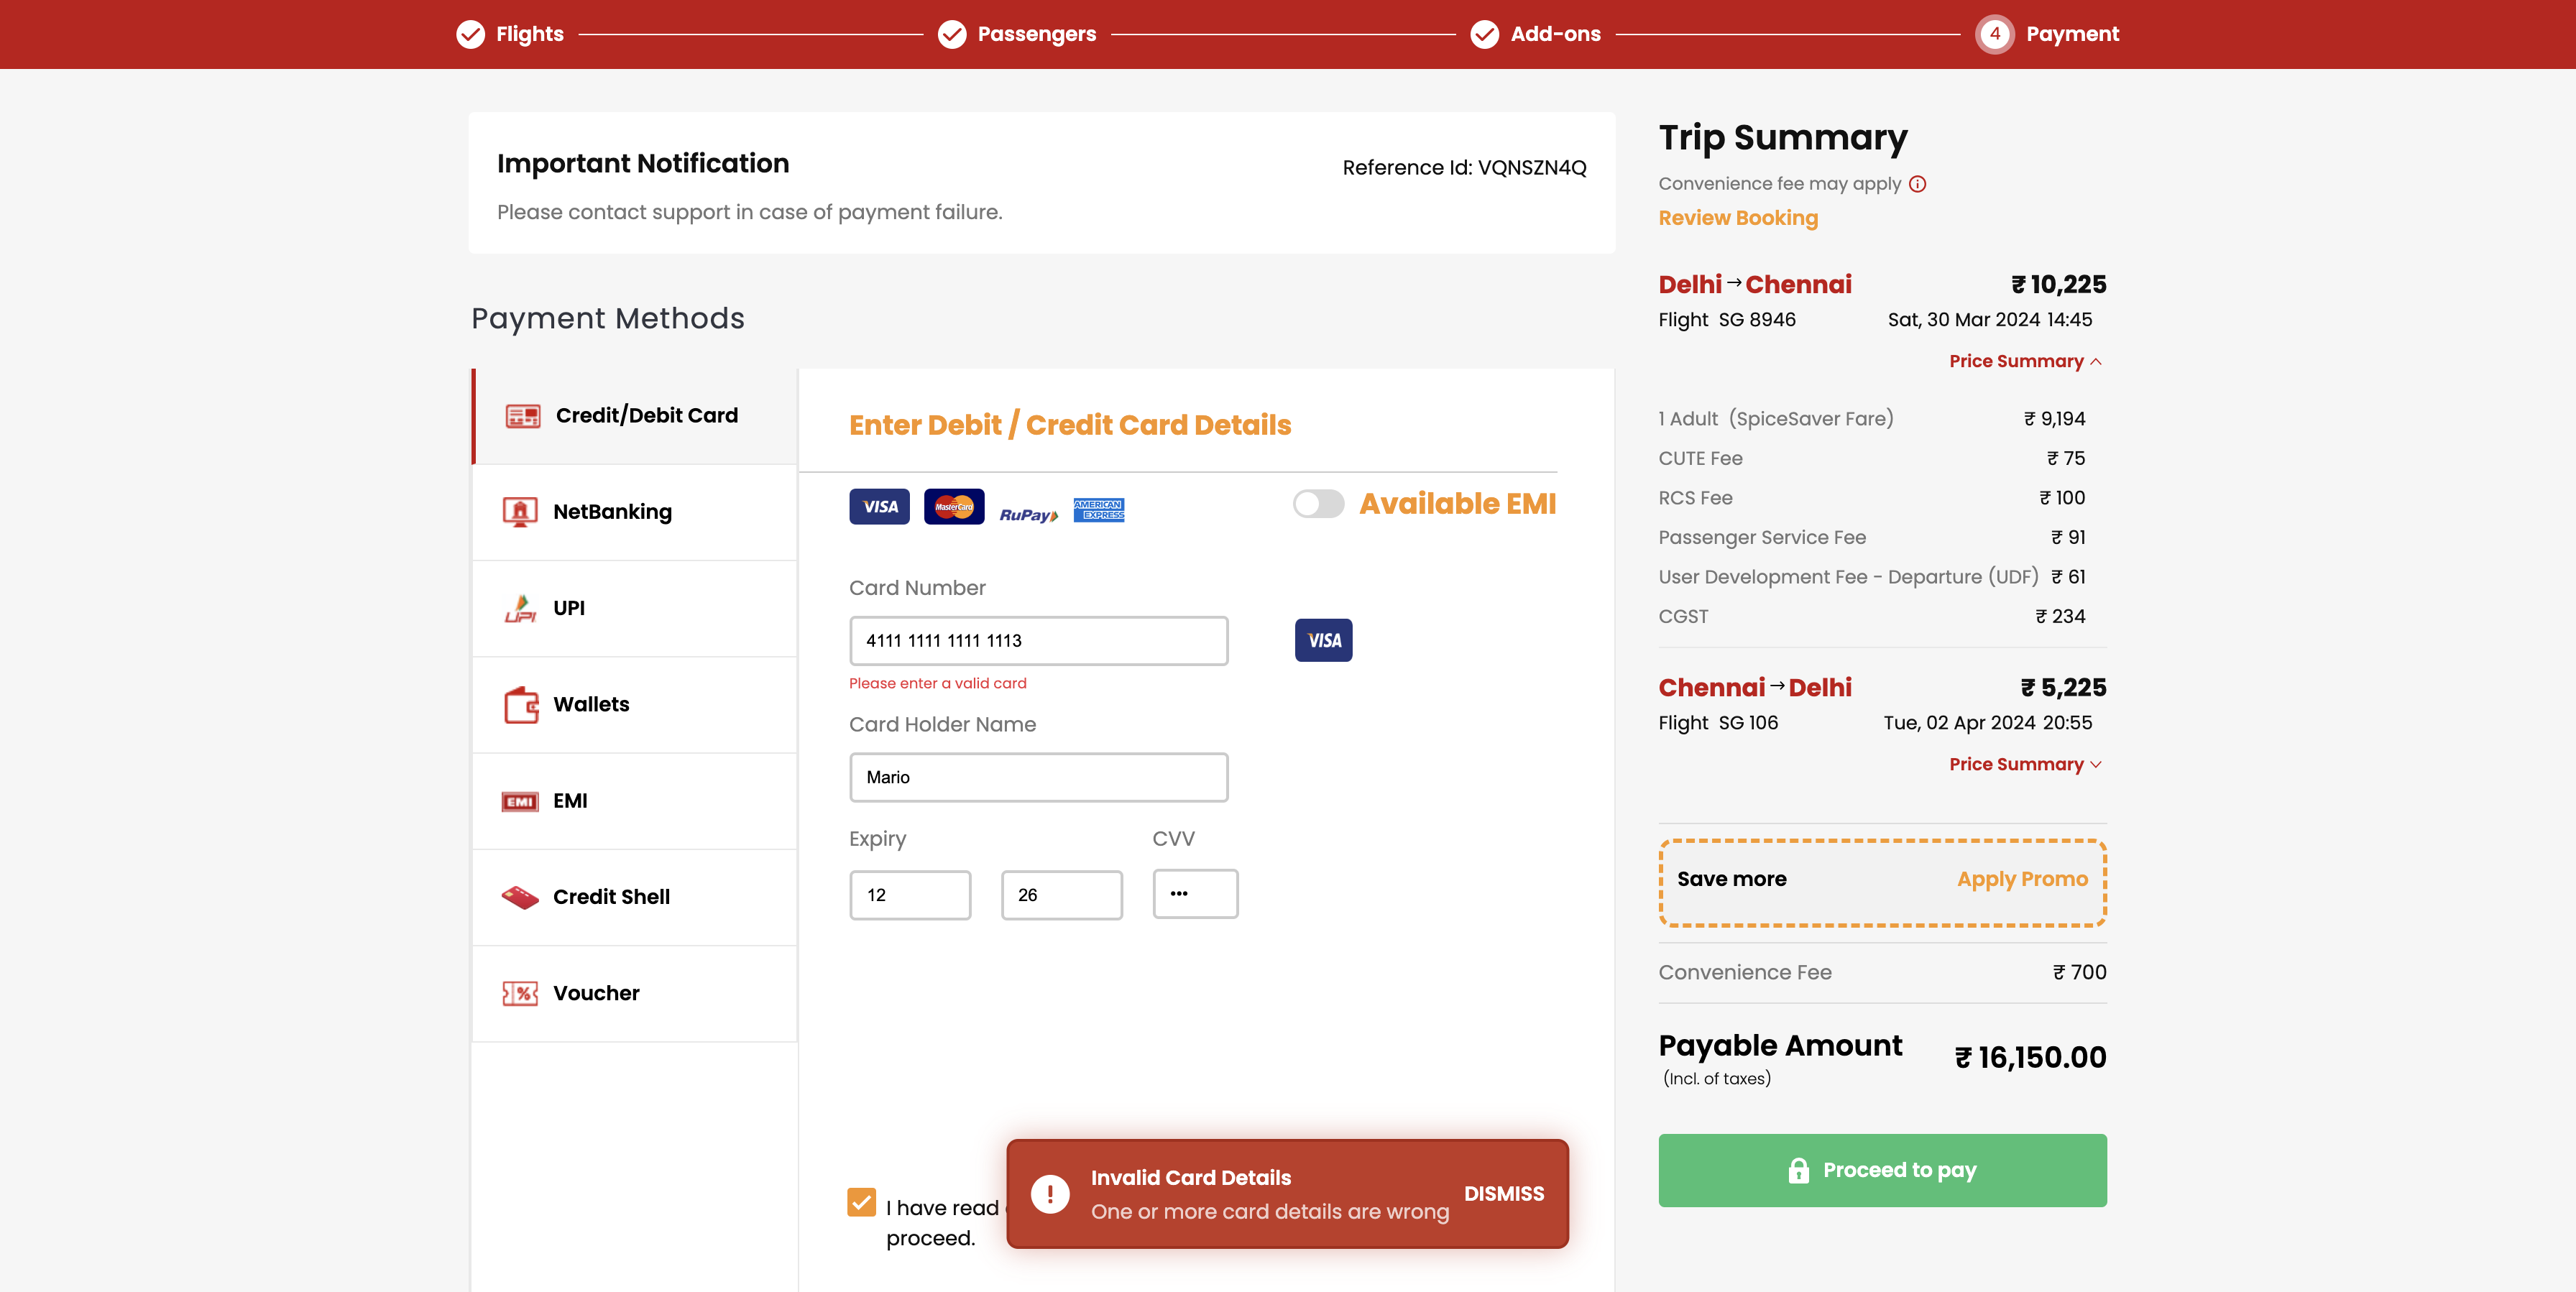 Flights
Passengers
Add-ons
4 Payment
Important Notification
Reference Id: VQNSZN4Q
Please contact support in case of payment failure.
Payment Methods
Credit/Debit Card
NetBanking
UPI
UPI
Wallets
EMI
EMI
Credit Shell
%
Voucher
Enter Debit / Credit Card Details
VISA
MasterCard
RuPay
AMERICAN EXPRESS
Available EMI
Card Number
4111 1111 1111 1113
VISA
Please enter a valid card
Card Holder Name
Mario
Expiry
CVV
12
26
•••
I have read
proceed.
Invalid Card Details
One or more card details are wrong
DISMISS
Trip Summary
Convenience fee may apply
Review Booking
Delhi → Chennai ₹ 10,225
Flight SG 8946 Sat, 30 Mar 2024 14:45
Price Summary
1 Adult (SpiceSaver Fare) ₹ 9,194
CUTE Fee ₹ 75
RCS Fee ₹ 100
Passenger Service Fee ₹ 91
User Development Fee - Departure (UDF) ₹ 61
CGST ₹ 234
Chennai → Delhi ₹ 5,225
Flight SG 106 Tue, 02 Apr 2024 20:55
Price Summary
Save more Apply Promo
Convenience Fee ₹ 700
Payable Amount ₹ 16,150.00
(Incl. of taxes)
Proceed to pay